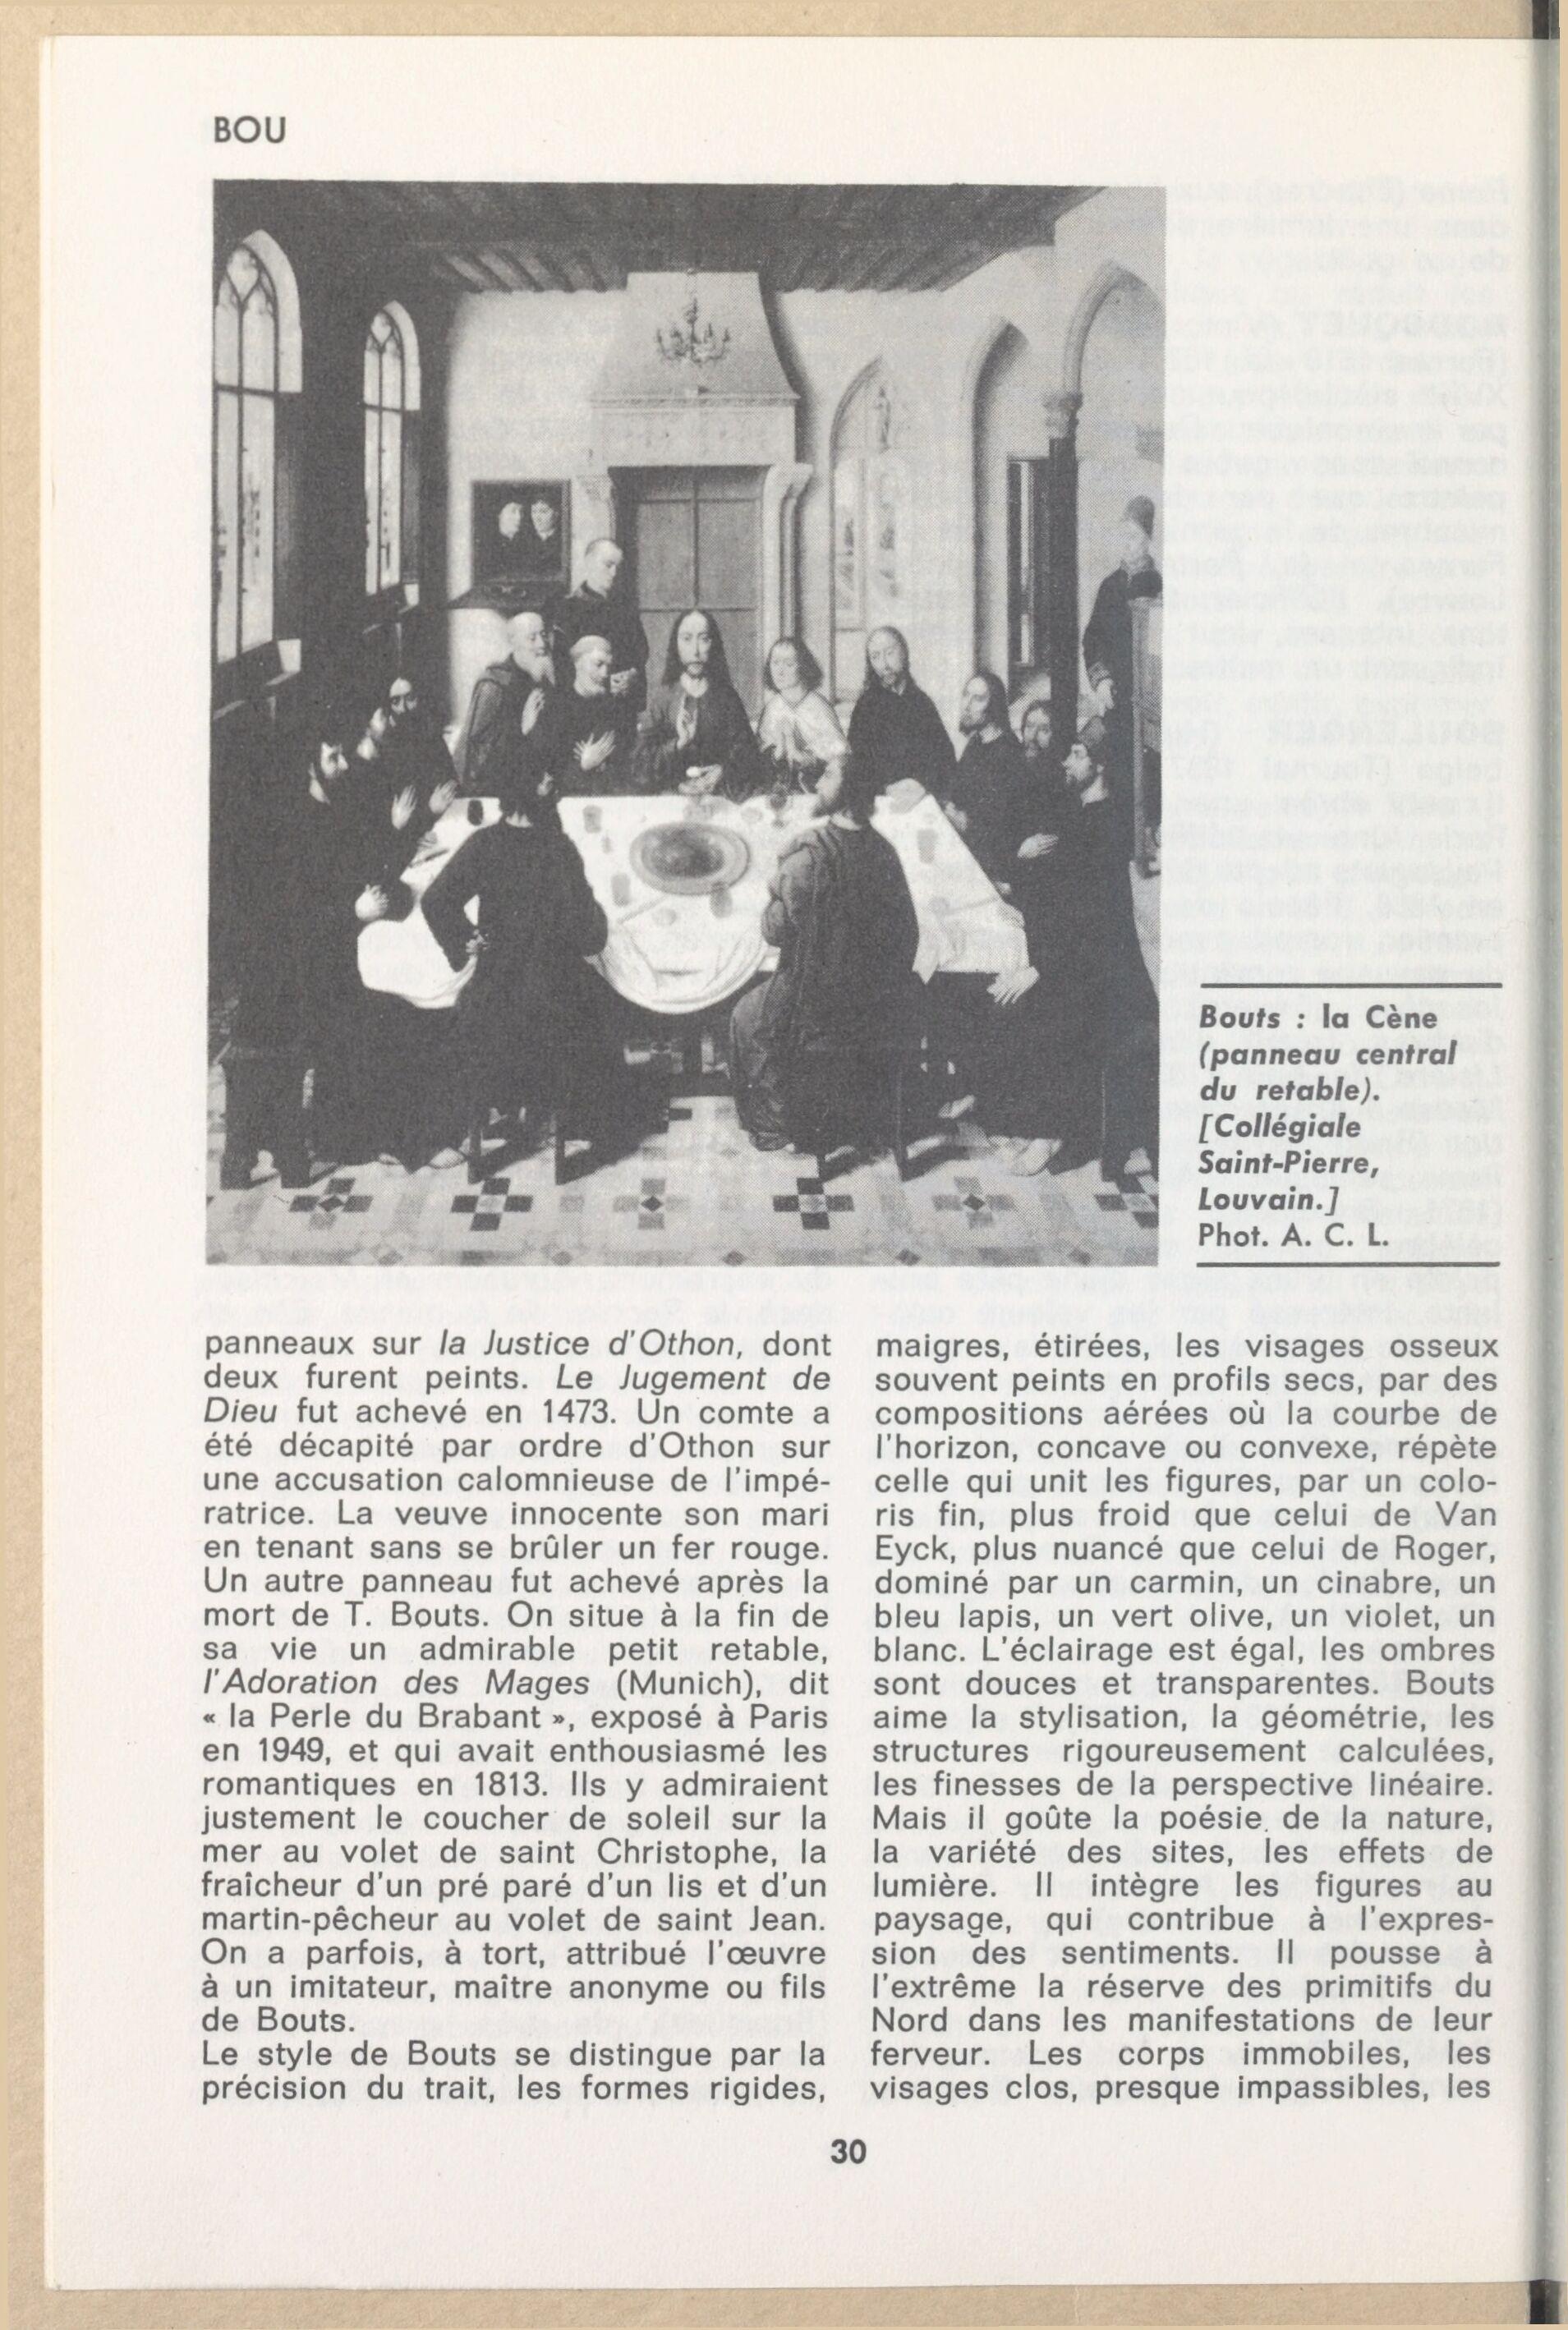 BOU
Bouts : la Cène
(panneau central
du retable).
[Collégiale
Saint-Pierre,
Louvain.]
Phot. A. C. L.
panneaux sur la Justice d'Othon, dont
deux furent peints. Le Jugement de
Dieu fut achevé en 1473. Un comte a
été décapité par ordre d'Othon sur
une accusation calomnieuse de l'impé-
ratrice. La veuve innocente son mari
en tenant sans se brûler un fer rouge.
Un autre panneau fut achevé après la
mort de T. Bouts. On situe à la fin de
sa vie un admirable petit retable,
l'Adoration des Mages (Munich), dit
« la Perle du Brabant », exposé à Paris
en 1949, et qui avait enthousiasmé les
romantiques en 1813. Ils y admiraient
justement le coucher de soleil sur la
mer au volet de saint Christophe, la
fraîcheur d'un pré paré d'un lis et d'un
martin-pêcheur au volet de saint Jean.
On a parfois, à tort, attribué l'œuvre
à un imitateur, maître anonyme ou fils
de Bouts.
Le style de Bouts se distingue par la
précision du trait, les formes rigides,
maigres, étirées, les visages osseux
souvent peints en profils secs, par des
compositions aérées où la courbe de
l'horizon, concave ou convexe, répète
celle qui unit les figures, par un colo-
ris fin, plus froid que celui de Van
Eyck, plus nuancé que celui de Roger,
dominé par un carmin, un cinabre, un
bleu lapis, un vert olive, un violet, un
blanc. L'éclairage est égal, les ombres
sont douces et transparentes. Bouts
aime la stylisation, la géométrie, les
structures rigoureusement calculées,
les finesses de la perspective linéaire.
Mais il goûte la poésie de la nature,
la variété des sites, les effets de
lumière. Il intègre les figures au
paysage, qui contribue à l'expres-
sion des sentiments. Il pousse à
l'extrême la réserve des primitifs du
Nord dans les manifestations de leur
ferveur. Les corps immobiles, les
visages clos, presque impassibles, les
30